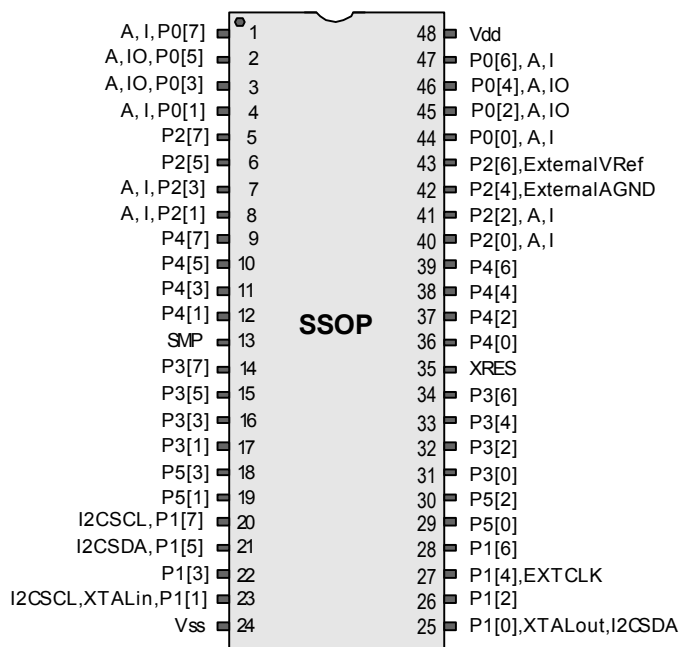 A, I, P0[7] 1 48 Vdd
A, IO, P0[5] 2 47 P0[6], A, I
A, IO, P0[3] 3 46 P0[4], A, IO
A, I, P0[1] 4 45 P0[2], A, IO
P2[7] 5 44 P0[0], A, I
P2[5] 6 43 P2[6], External VRef
A, I, P2[3] 7 42 P2[4], External AGND
A, I, P2[1] 8 41 P2[2], A, I
P4[7] 9 40 P2[0], A, I
P4[5] 10 39 P4[6]
P4[3] 11 38 P4[4]
P4[1] 12 SSOP 37 P4[2]
SMP 13 36 P4[0]
P3[7] 14 35 XRES
P3[5] 15 34 P3[6]
P3[3] 16 33 P3[4]
P3[1] 17 32 P3[2]
P5[3] 18 31 P3[0]
P5[1] 19 30 P5[2]
I2CSCL, P1[7] 20 29 P5[0]
I2CSDA, P1[5] 21 28 P1[6]
P1[3] 22 27 P1[4], EXTCLK
I2CSCL, XTALin, P1[1] 23 26 P1[2]
Vss 24 25 P1[0], XTALout, I2CSDA